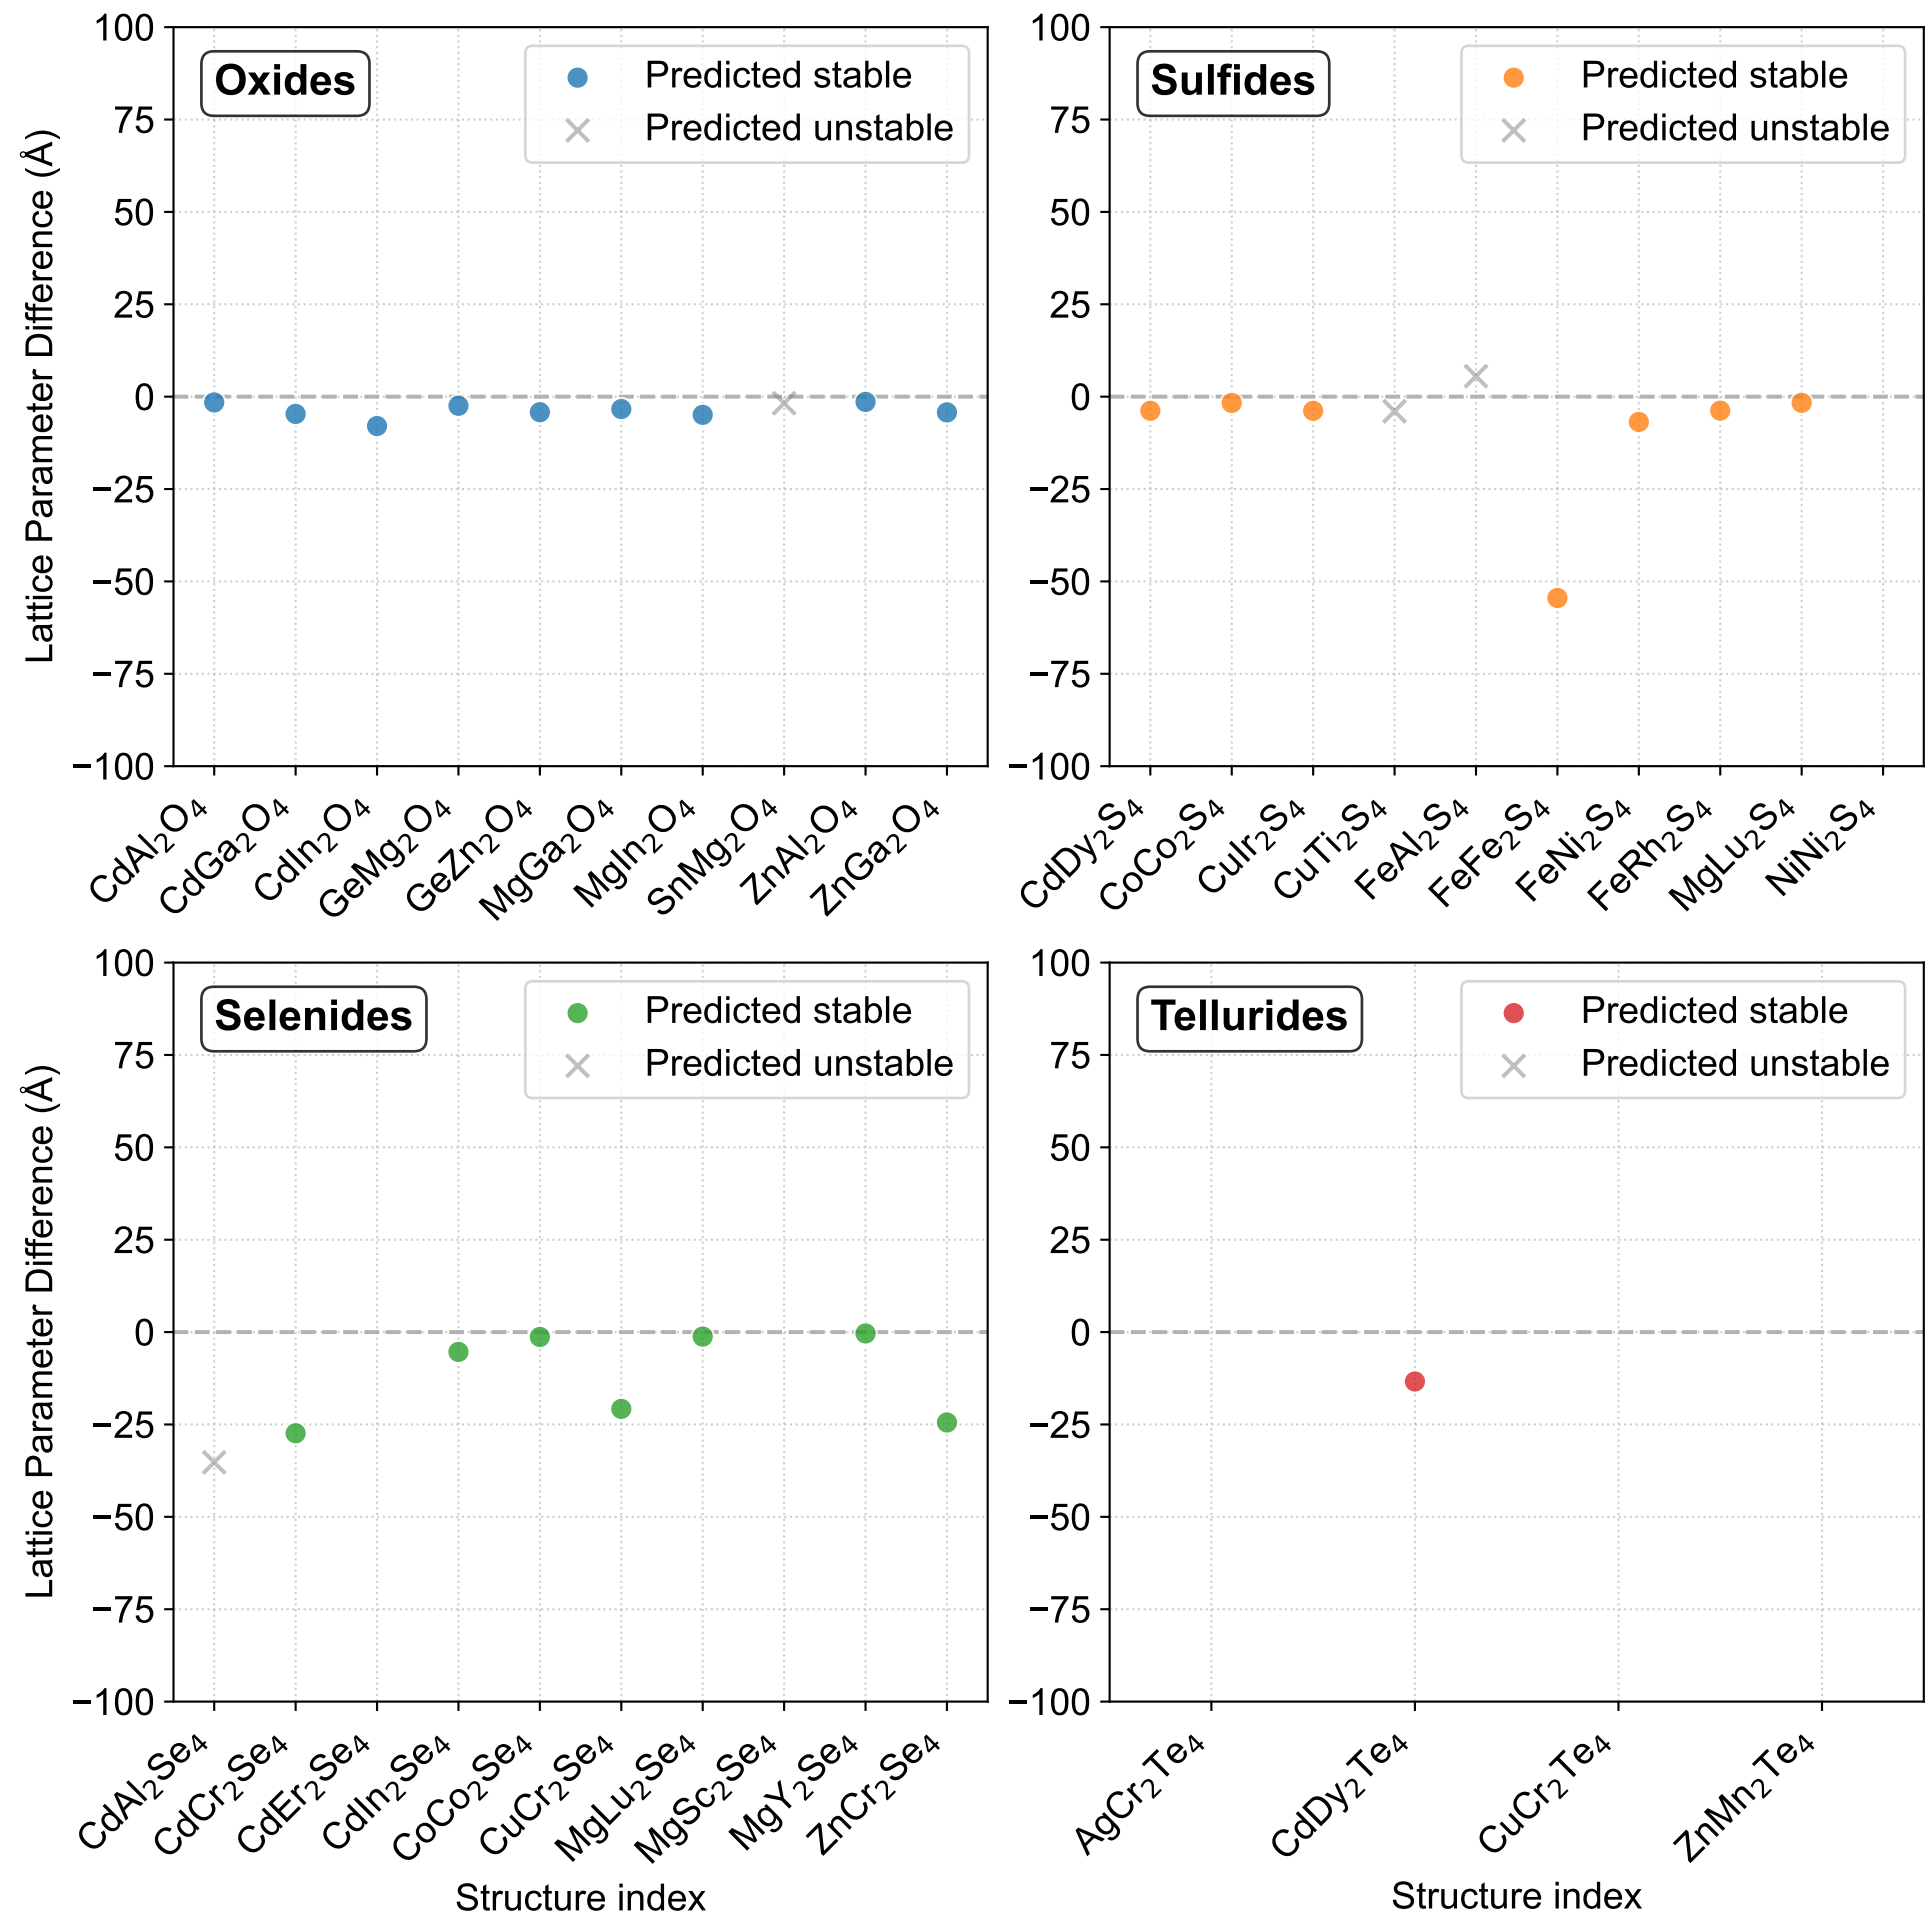 Oxides
Predicted stable
Predicted unstable
100
75
50
25
0
−25
−50
−75
−100
Lattice Parameter Difference (Å)
CdAl₂O₄
CdGa₂O₄
CdIn₂O₄
GeMg₂O₄
GeZn₂O₄
MgGa₂O₄
MgIn₂O₄
SnMg₂O₄
ZnAl₂O₄
ZnGa₂O₄
Sulfides
Predicted stable
Predicted unstable
100
75
50
25
0
−25
−50
−75
−100
CdDy₂S₄
CoCo₂S₄
CuIr₂S₄
CuTi₂S₄
FeAl₂S₄
FeFe₂S₄
FeNi₂S₄
FeRh₂S₄
MgLu₂S₄
NiNi₂S₄
Selenides
Predicted stable
Predicted unstable
100
75
50
25
0
−25
−50
−75
−100
Lattice Parameter Difference (Å)
CdAl₂Se₄
CdCr₂Se₄
CdEr₂Se₄
CdIn₂Se₄
CoCo₂Se₄
CuCr₂Se₄
MgLu₂Se₄
MgSc₂Se₄
MgY₂Se₄
ZnCr₂Se₄
Structure index
Tellurides
Predicted stable
Predicted unstable
100
75
50
25
0
−25
−50
−75
−100
AgCr₂Te₄
CdDy₂Te₄
CuCr₂Te₄
ZnMn₂Te₄
Structure index